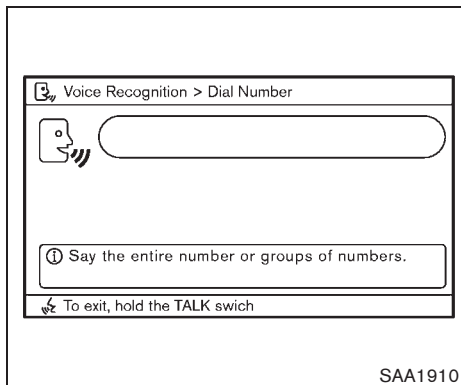 Voice Recognition > Dial Number
Say the entire number or groups of numbers.
To exit, hold the TALK swich
SAA1910